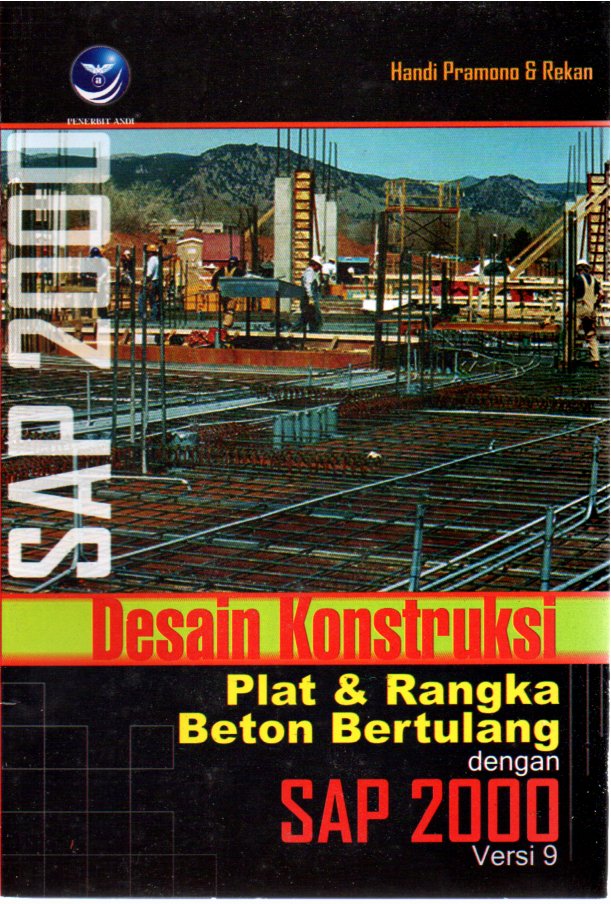 Handi Pramono & Rekan
a
PENERBIT ANDI
SAP 2000
Desain Konstruksi
Plat & Rangka
Beton Bertulang
dengan
SAP 2000
Versi 9